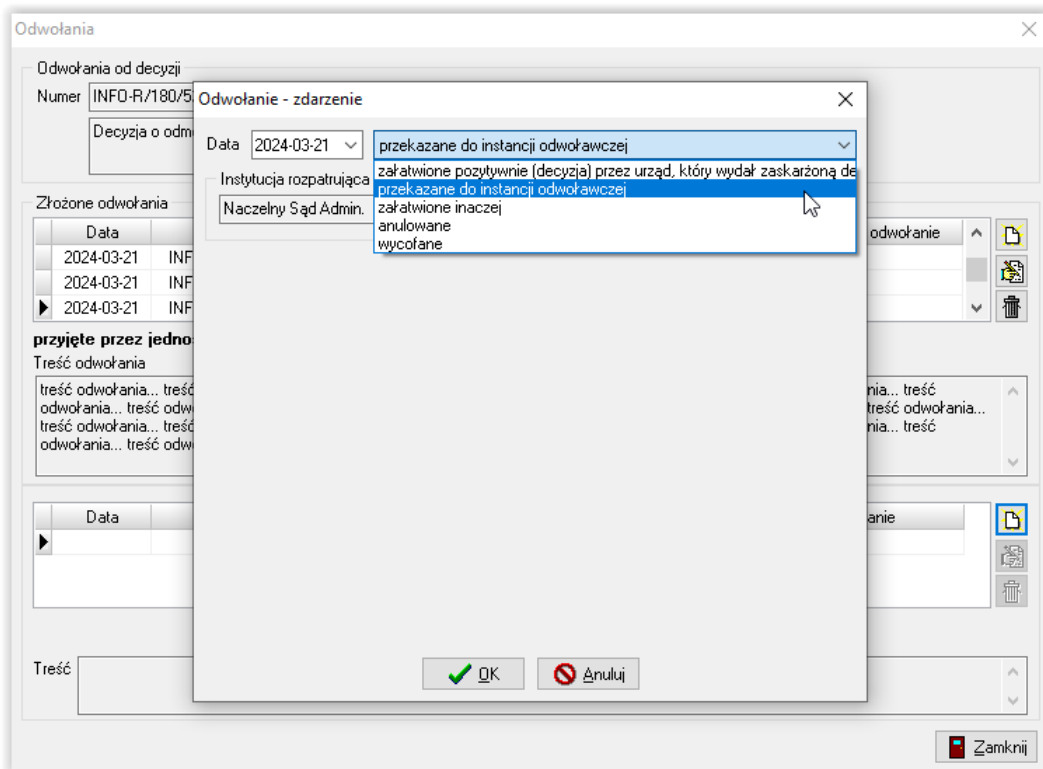 Odwołania
Odwołania od decyzji
Numer INFO-R/180/5
Decyzja o odm
Odwołanie - zdarzenie
Data 2024-03-21 przekazane do instancji odwoławczej
załatwione pozytywnie (decyzja) przez urząd, który wydał zaskarżoną de
przekazane do instancji odwoławczej
załatwione inaczej
anulowane
wycofane
Instytucja rozpatrująca
Naczelny Sąd Admin.
Złożone odwołania
Data odwołanie
2024-03-21 INF
2024-03-21 INF
2024-03-21 INF
przyjęte przez jedno
Treść odwołania
treść odwołania... treść nia... treść
odwołania... treść odw treść odwołania...
treść odwołania... treść nia... treść
odwołania... treść odw
Data anie
Treść
OK Anuluj
Zamknij